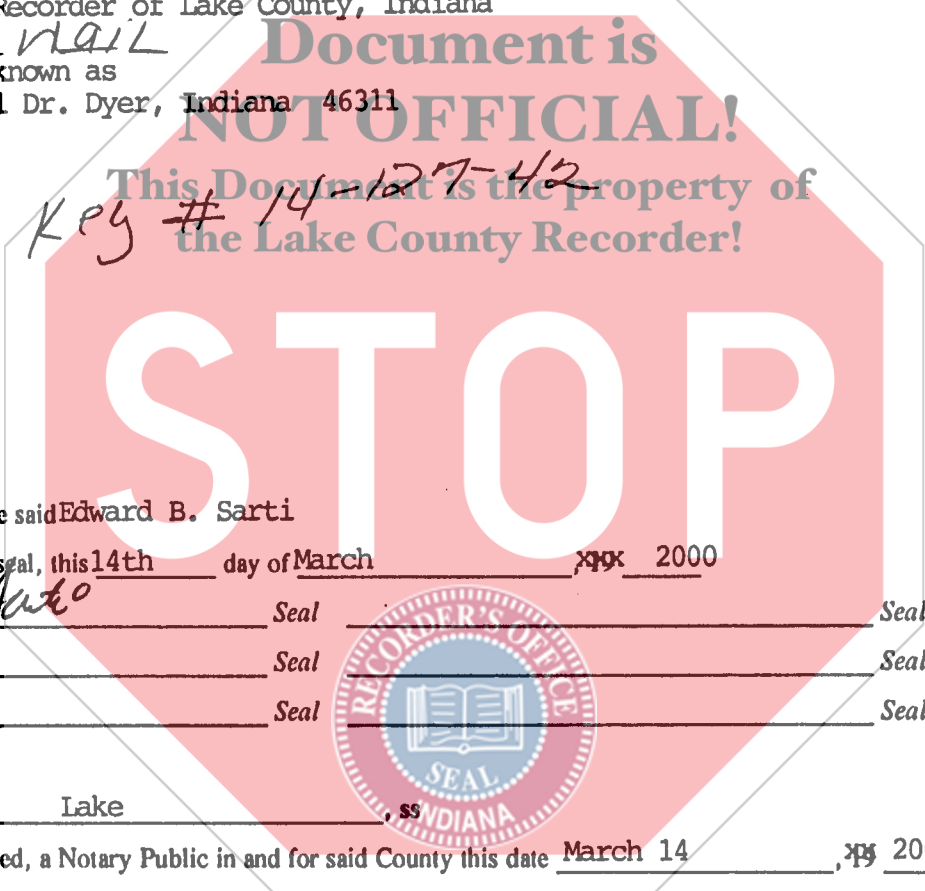 Recorder of Lake County, Indiana
Document is
mail
known as
Dr. Dyer, Indiana 46311
NOT OFFICIAL!
This Document is the property of
Key # 14-127-42
the Lake County Recorder!
STOP
said Edward B. Sarti
seal, this 14th day of March , xxx 2000
Seal Seal
Seal Seal
Seal Seal
RECORDER'S OFFICE
SEAL
INDIANA
Lake , ss
ed, a Notary Public in and for said County this date March 14 , 20